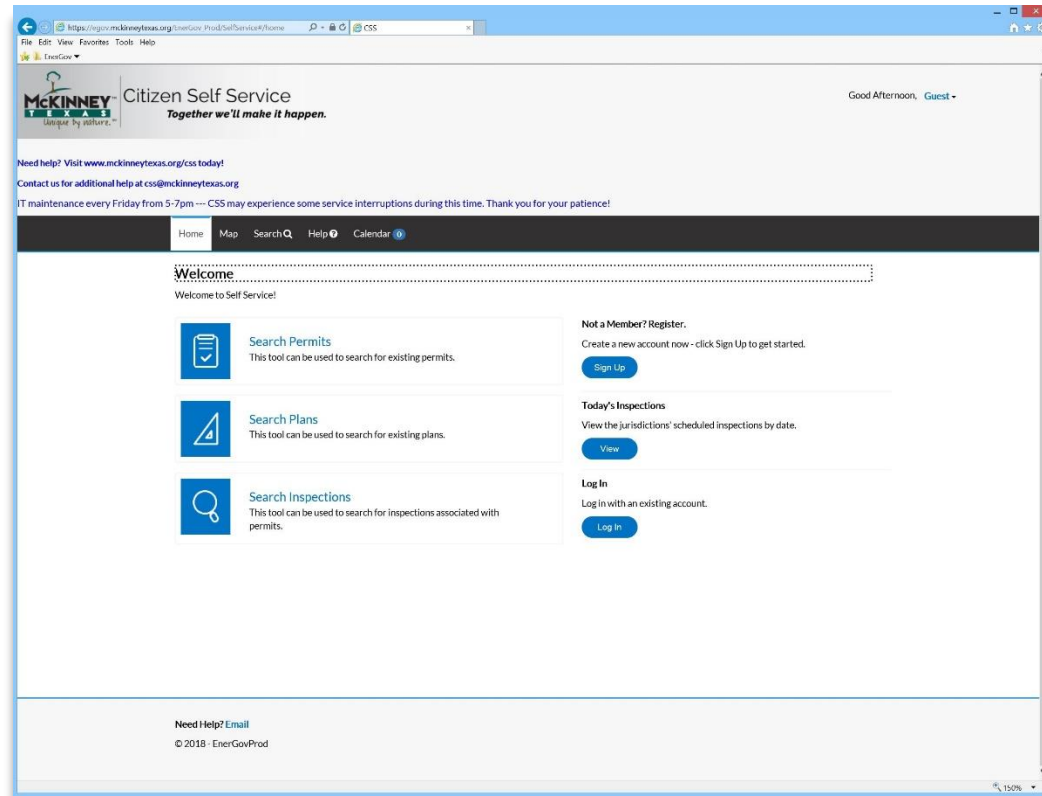 https://egov.mckinneytexas.org/EnerGov_Prod/SelfService#/home
CSS
File Edit View Favorites Tools Help
EnerGov
McKINNEY
TEXAS
Unique by nature.™
Citizen Self Service
Together we'll make it happen.
Good Afternoon, Guest
Need help? Visit www.mckinneytexas.org/css today!
Contact us for additional help at css@mckinneytexas.org
IT maintenance every Friday from 5-7pm --- CSS may experience some service interruptions during this time. Thank you for your patience!
Home Map Search Help Calendar 0
Welcome
Welcome to Self Service!
Search Permits
This tool can be used to search for existing permits.
Search Plans
This tool can be used to search for existing plans.
Search Inspections
This tool can be used to search for inspections associated with
permits.
Not a Member? Register.
Create a new account now - click Sign Up to get started.
Sign Up
Today's Inspections
View the jurisdictions' scheduled inspections by date.
View
Log In
Log in with an existing account.
Log In
Need Help? Email
© 2018 - EnerGovProd
150%